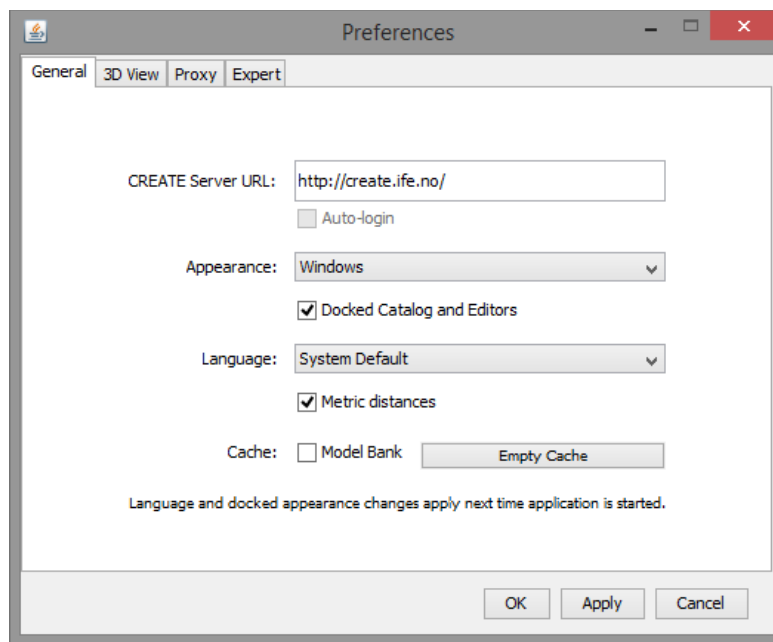 Preferences
General 3D View Proxy Expert
CREATE Server URL: http://create.ife.no/
Auto-login
Appearance: Windows
Docked Catalog and Editors
Language: System Default
Metric distances
Cache: Model Bank Empty Cache
Language and docked appearance changes apply next time application is started.
OK Apply Cancel